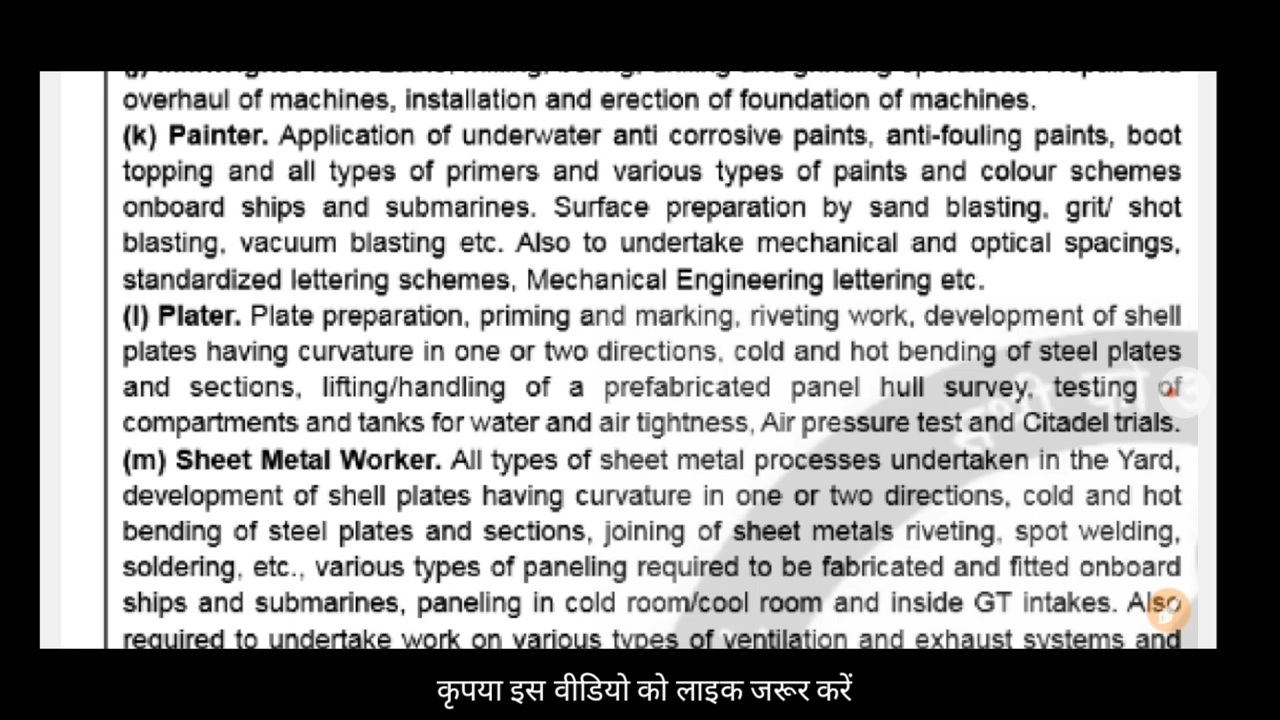 overhaul of machines, installation and erection of foundation of machines.
(k) Painter. Application of underwater anti corrosive paints, anti-fouling paints, boot
topping and all types of primers and various types of paints and colour schemes
onboard ships and submarines. Surface preparation by sand blasting, grit/ shot
blasting, vacuum blasting etc. Also to undertake mechanical and optical spacings,
standardized lettering schemes, Mechanical Engineering lettering etc.
(l) Plater. Plate preparation, priming and marking, riveting work, development of shell
plates having curvature in one or two directions, cold and hot bending of steel plates
and sections, lifting/handling of a prefabricated panel hull survey, testing of
compartments and tanks for water and air tightness, Air pressure test and Citadel trials.
(m) Sheet Metal Worker. All types of sheet metal processes undertaken in the Yard,
development of shell plates having curvature in one or two directions, cold and hot
bending of steel plates and sections, joining of sheet metals riveting, spot welding,
soldering, etc., various types of paneling required to be fabricated and fitted onboard
ships and submarines, paneling in cold room/cool room and inside GT intakes. Also
required to undertake work on various types of ventilation and exhaust systems and
कृपया इस वीडियो को लाइक जरूर करें